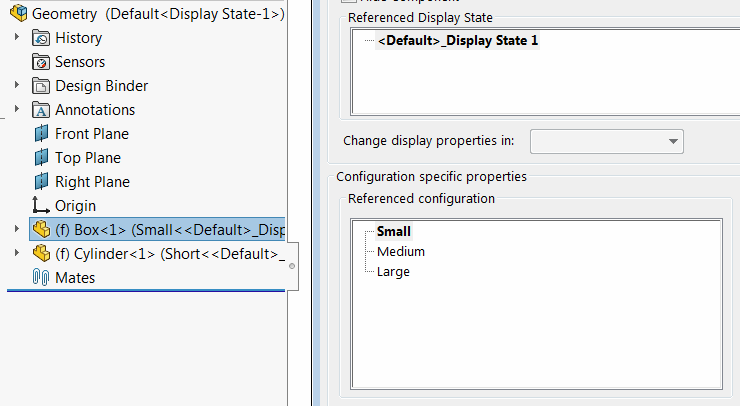 Geometry (Default<Display State-1>)
History
Sensors
Design Binder
Annotations
Front Plane
Top Plane
Right Plane
Origin
(f) Box<1> (Small<<Default>_Disp
(f) Cylinder<1> (Short<<Default>_
Mates
Referenced Display State
<Default>_Display State 1
Change display properties in:
Configuration specific properties
Referenced configuration
Small
Medium
Large